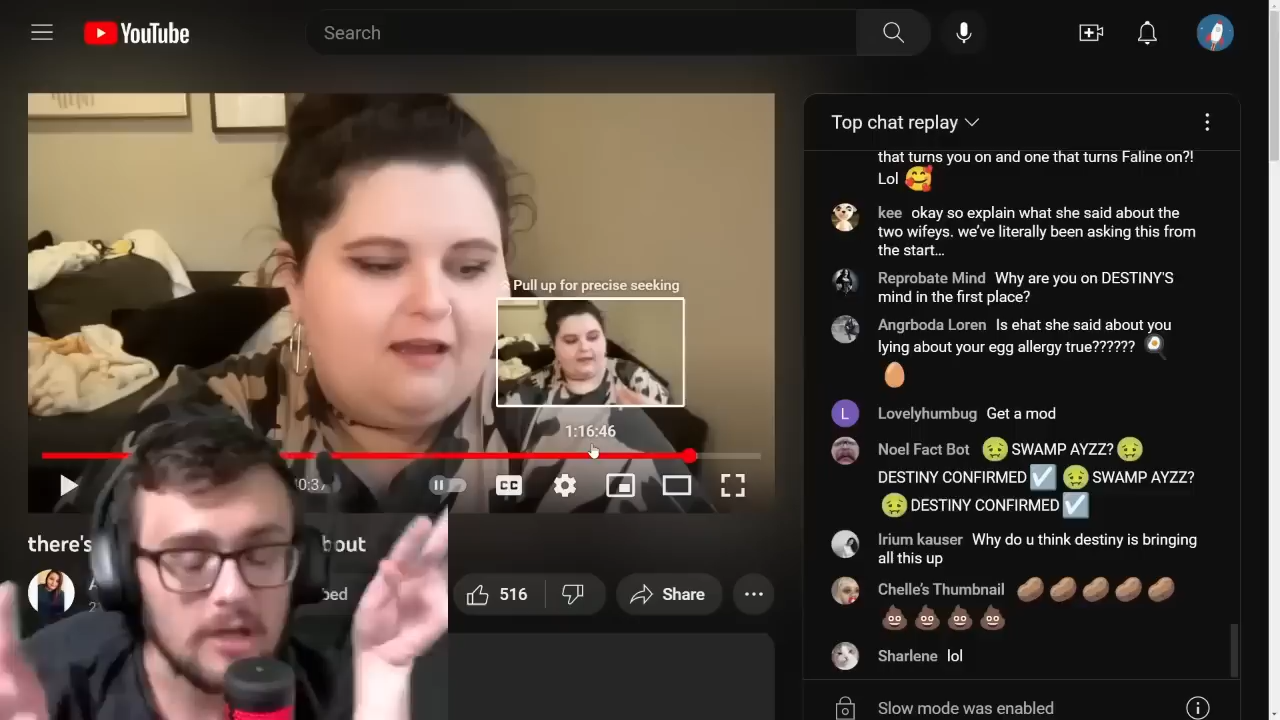 YouTube
Search
Top chat replay
that turns you on and one that turns Faline on?!
Lol
kee okay so explain what she said about the
two wifeys. we’ve literally been asking this from
the start...
Reprobate Mind Why are you on DESTINY'S
mind in the first place?
Angrboda Loren Is ehat she said about you
lying about your egg allergy true??????
Lovelyhumbug Get a mod
L
Noel Fact Bot SWAMP AYZZ?
DESTINY CONFIRMED SWAMP AYZZ?
DESTINY CONFIRMED
Irium kauser Why do u think destiny is bringing
all this up
Chelle’s Thumbnail
Sharlene lol
Slow mode was enabled
Pull up for precise seeking
1:16:46
CC
there's
bout
bed
516
Share